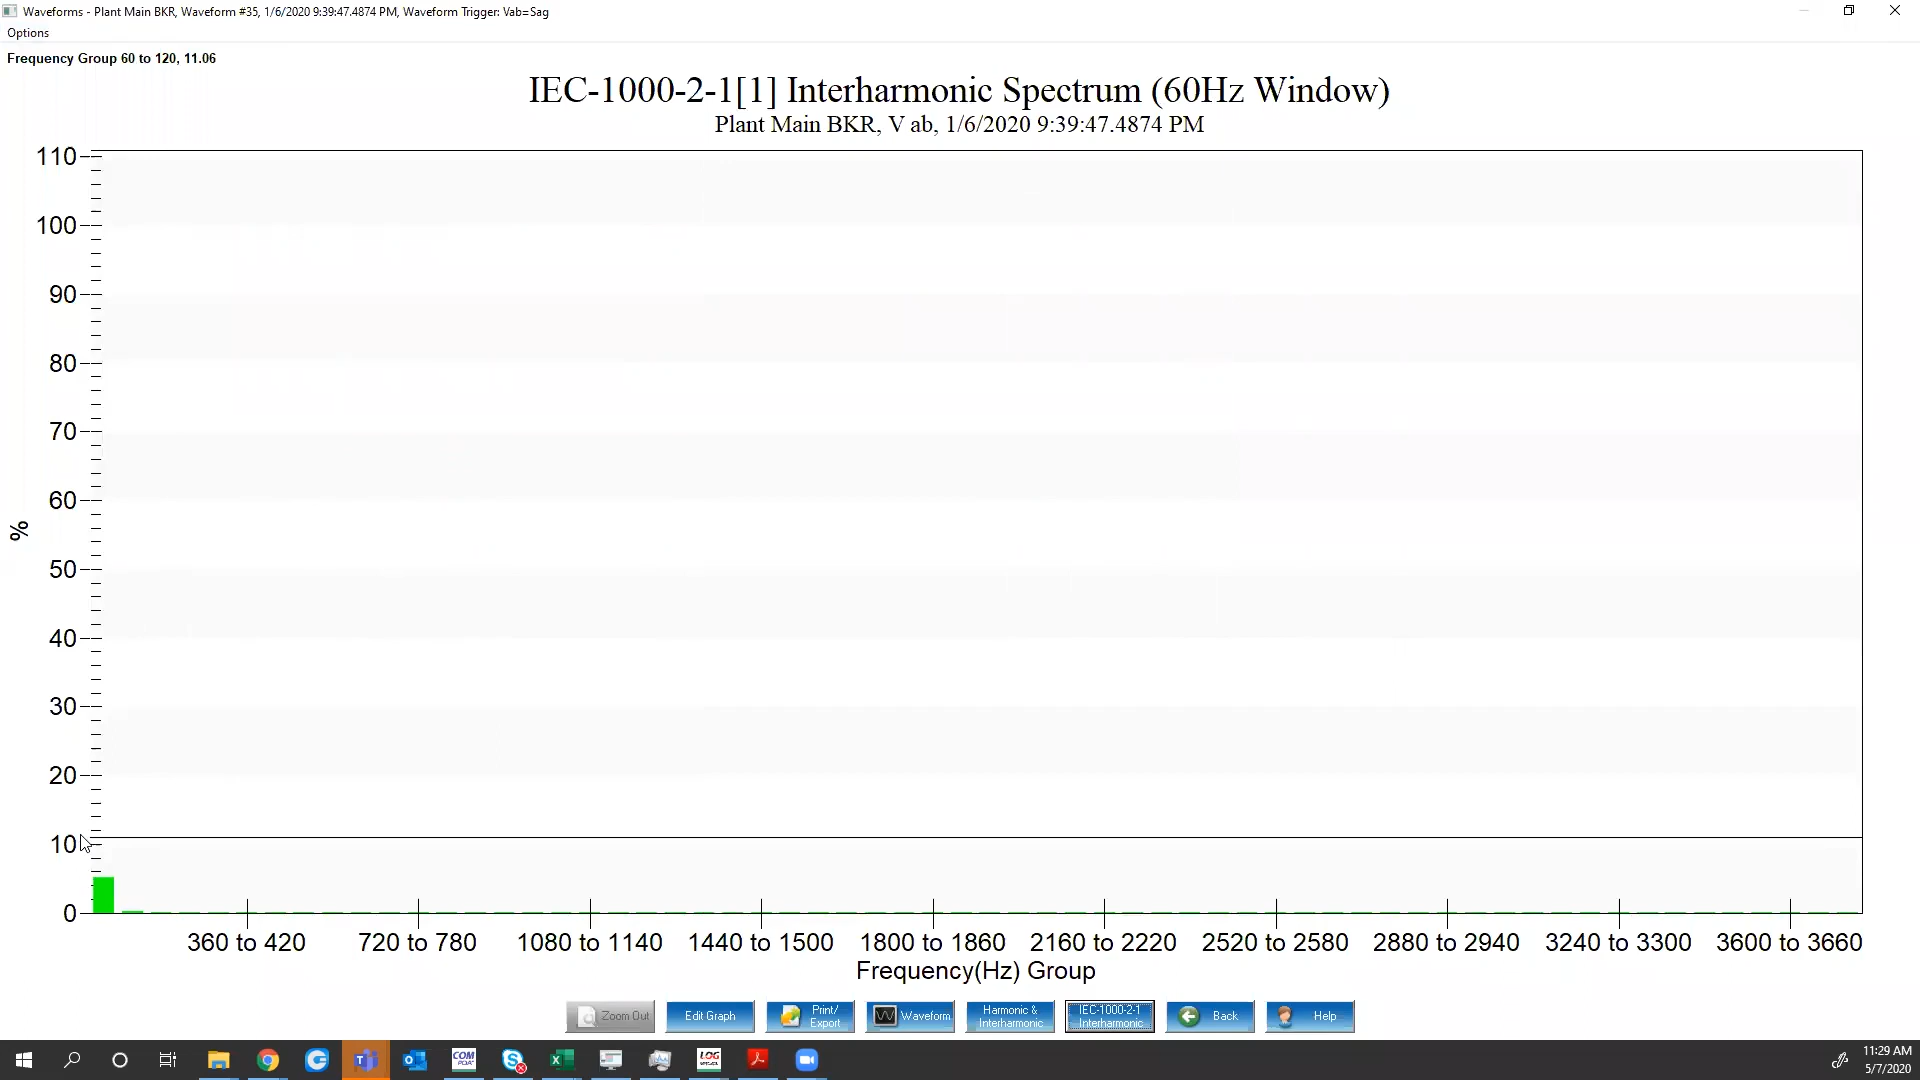 Waveforms - Plant Main BKR, Waveform #35, 1/6/2020 9:39:47.4874 PM, Waveform Trigger: Vab=Sag
Options
Frequency Group 60 to 120, 11.06
IEC-1000-2-1[1] Interharmonic Spectrum (60Hz Window)
Plant Main BKR, V ab, 1/6/2020 9:39:47.4874 PM
110
100
90
80
70
60
%
50
40
30
20
10
0
360 to 420 720 to 780 1080 to 1140 1440 to 1500 1800 to 1860 2160 to 2220 2520 to 2580 2880 to 2940 3240 to 3300 3600 to 3660
Frequency(Hz) Group
Zoom Out
Edit Graph
Print/
Export
Waveform
Harmonic &
Interharmonic
IEC-1000-2-1
Interharmonic
Back
Help
COM
LOG
11:29 AM
5/7/2020